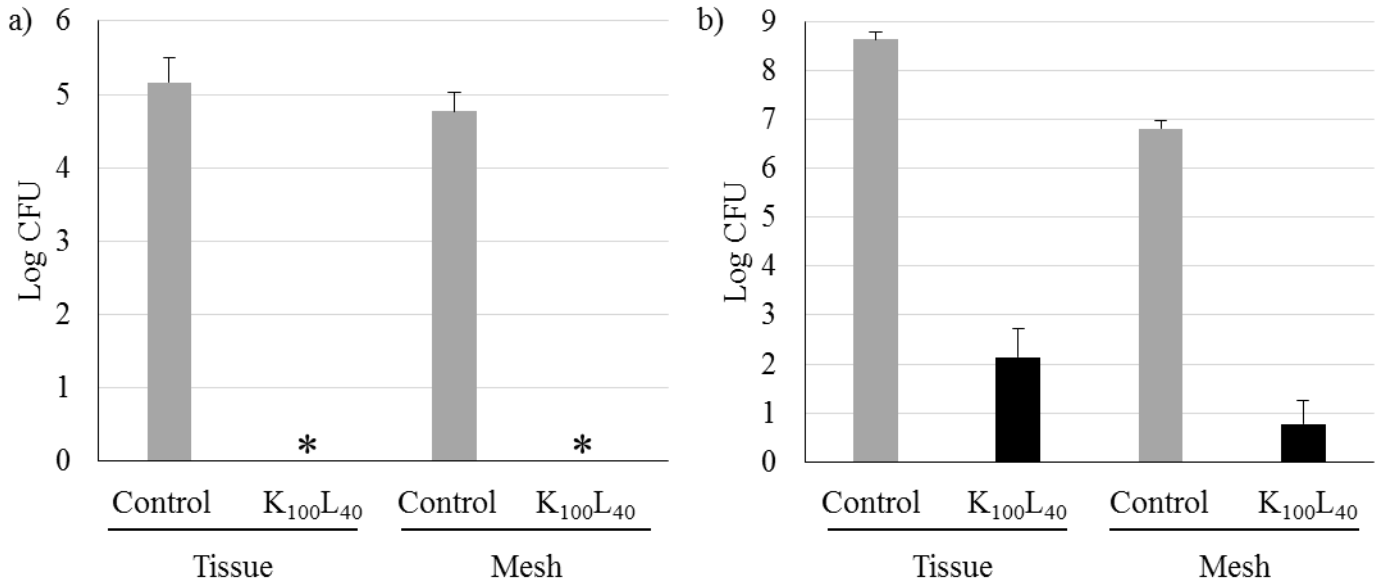 a)
Log CFU
6
5
4
3
2
1
0
*
*
Control K₁₀₀L₄₀ Control K₁₀₀L₄₀
Tissue Mesh
b)
Log CFU
9
8
7
6
5
4
3
2
1
0
Control K₁₀₀L₄₀ Control K₁₀₀L₄₀
Tissue Mesh